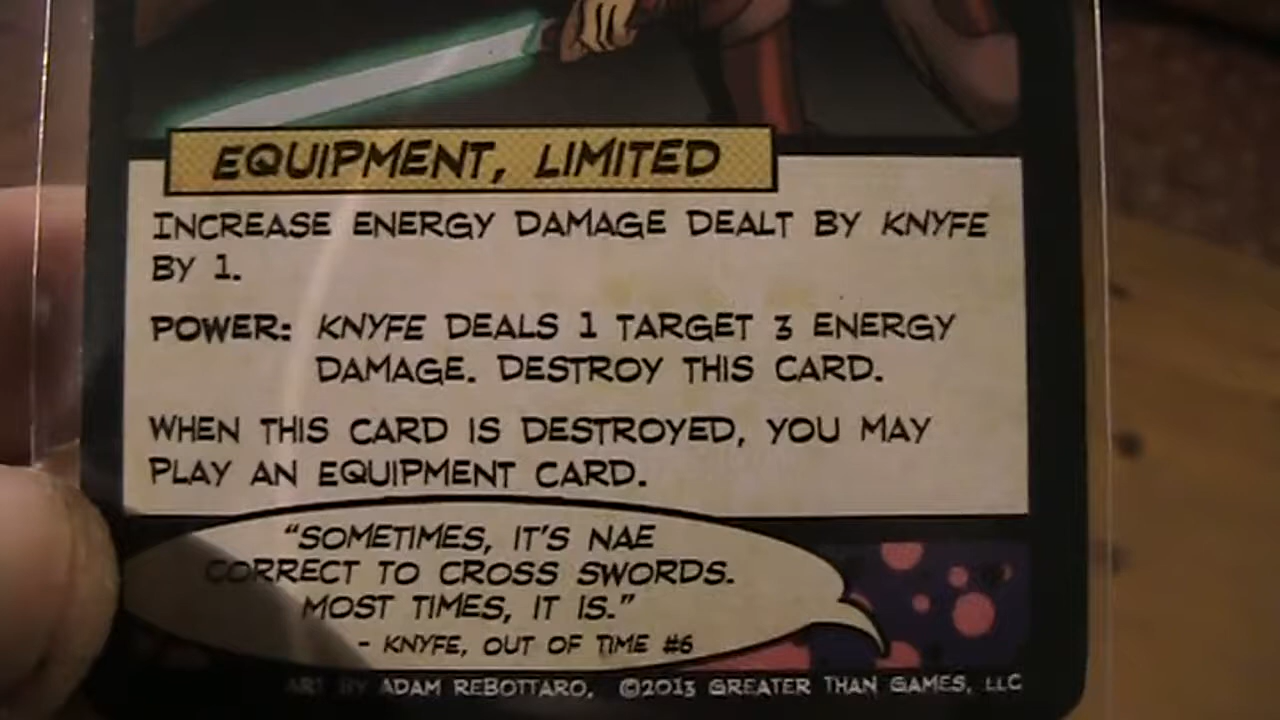 EQUIPMENT, LIMITED
INCREASE ENERGY DAMAGE DEALT BY KNYFE
BY 1.
POWER: KNYFE DEALS 1 TARGET 3 ENERGY
DAMAGE. DESTROY THIS CARD.
WHEN THIS CARD IS DESTROYED, YOU MAY
PLAY AN EQUIPMENT CARD.
"SOMETIMES, IT'S NAE
CORRECT TO CROSS SWORDS.
MOST TIMES, IT IS."
- KNYFE, OUT OF TIME #6
ART BY ADAM REBOTTARO, ©2013 GREATER THAN GAMES, LLC